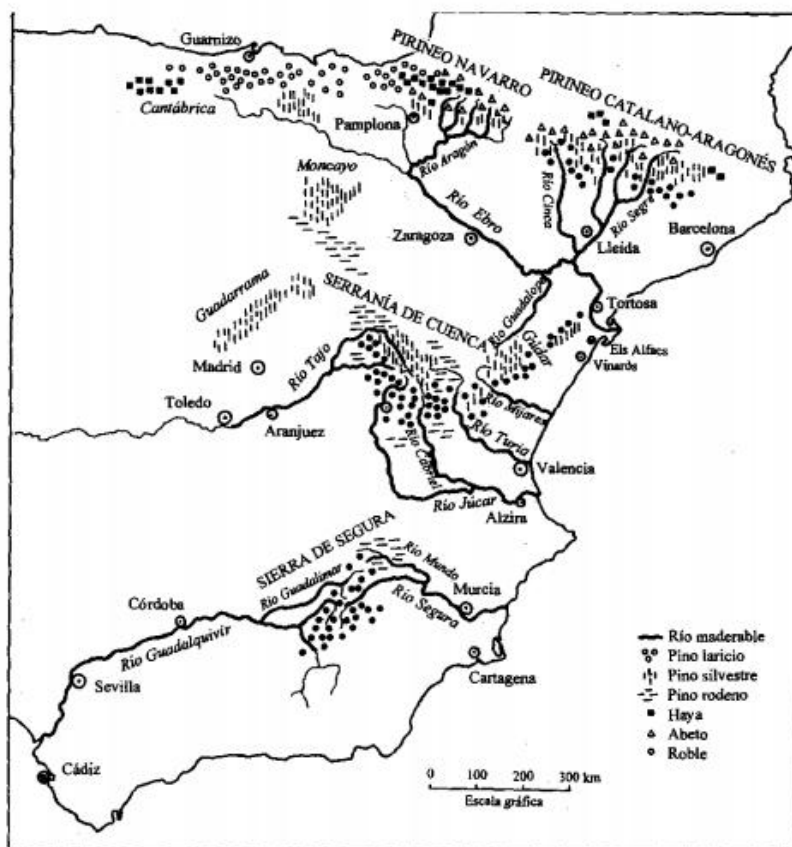 Guarnizo
PIRINEO NAVARRO
PIRINEO CATALANO-ARAGONÉS
Cantábrica
Pamplona
Río Aragón
Moncayo
Río Cinca
Río Segre
Río Ebro
Zaragoza
Lleida
Barcelona
Guadarrama
SERRANÍA DE CUENCA
Río Guadalope
Tortosa
Gúdar
Els Alfacs
Vinaròs
Madrid
Río Tajo
Río Mijares
Toledo
Aranjuez
Río Turia
Río Cabriel
Valencia
Río Júcar
Alzira
SIERRA DE SEGURA
Río Mundo
Río Guadalimar
Córdoba
Murcia
Río Segura
Río Guadalquivir
Sevilla
Cartagena
Cádiz
Río maderable
Pino laricio
Pino silvestre
Pino rodeno
Haya
Abeto
Roble
0 100 200 300 km
Escala gráfica